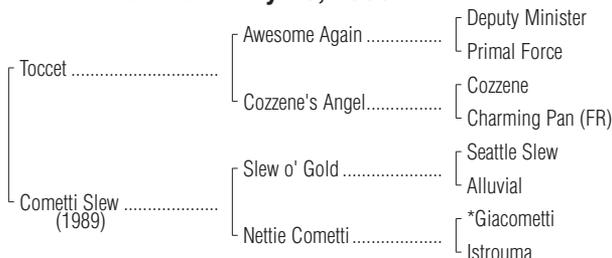 Deputy Minister
Awesome Again ................
Primal Force
Toccet ...............................
Cozzene
Cozzene's Angel................
Charming Pan (FR)
Seattle Slew
Slew o' Gold .....................
Alluvial
Cometti Slew ....................
(1989)
*Giacometti
Nettie Cometti...................
Istrouma